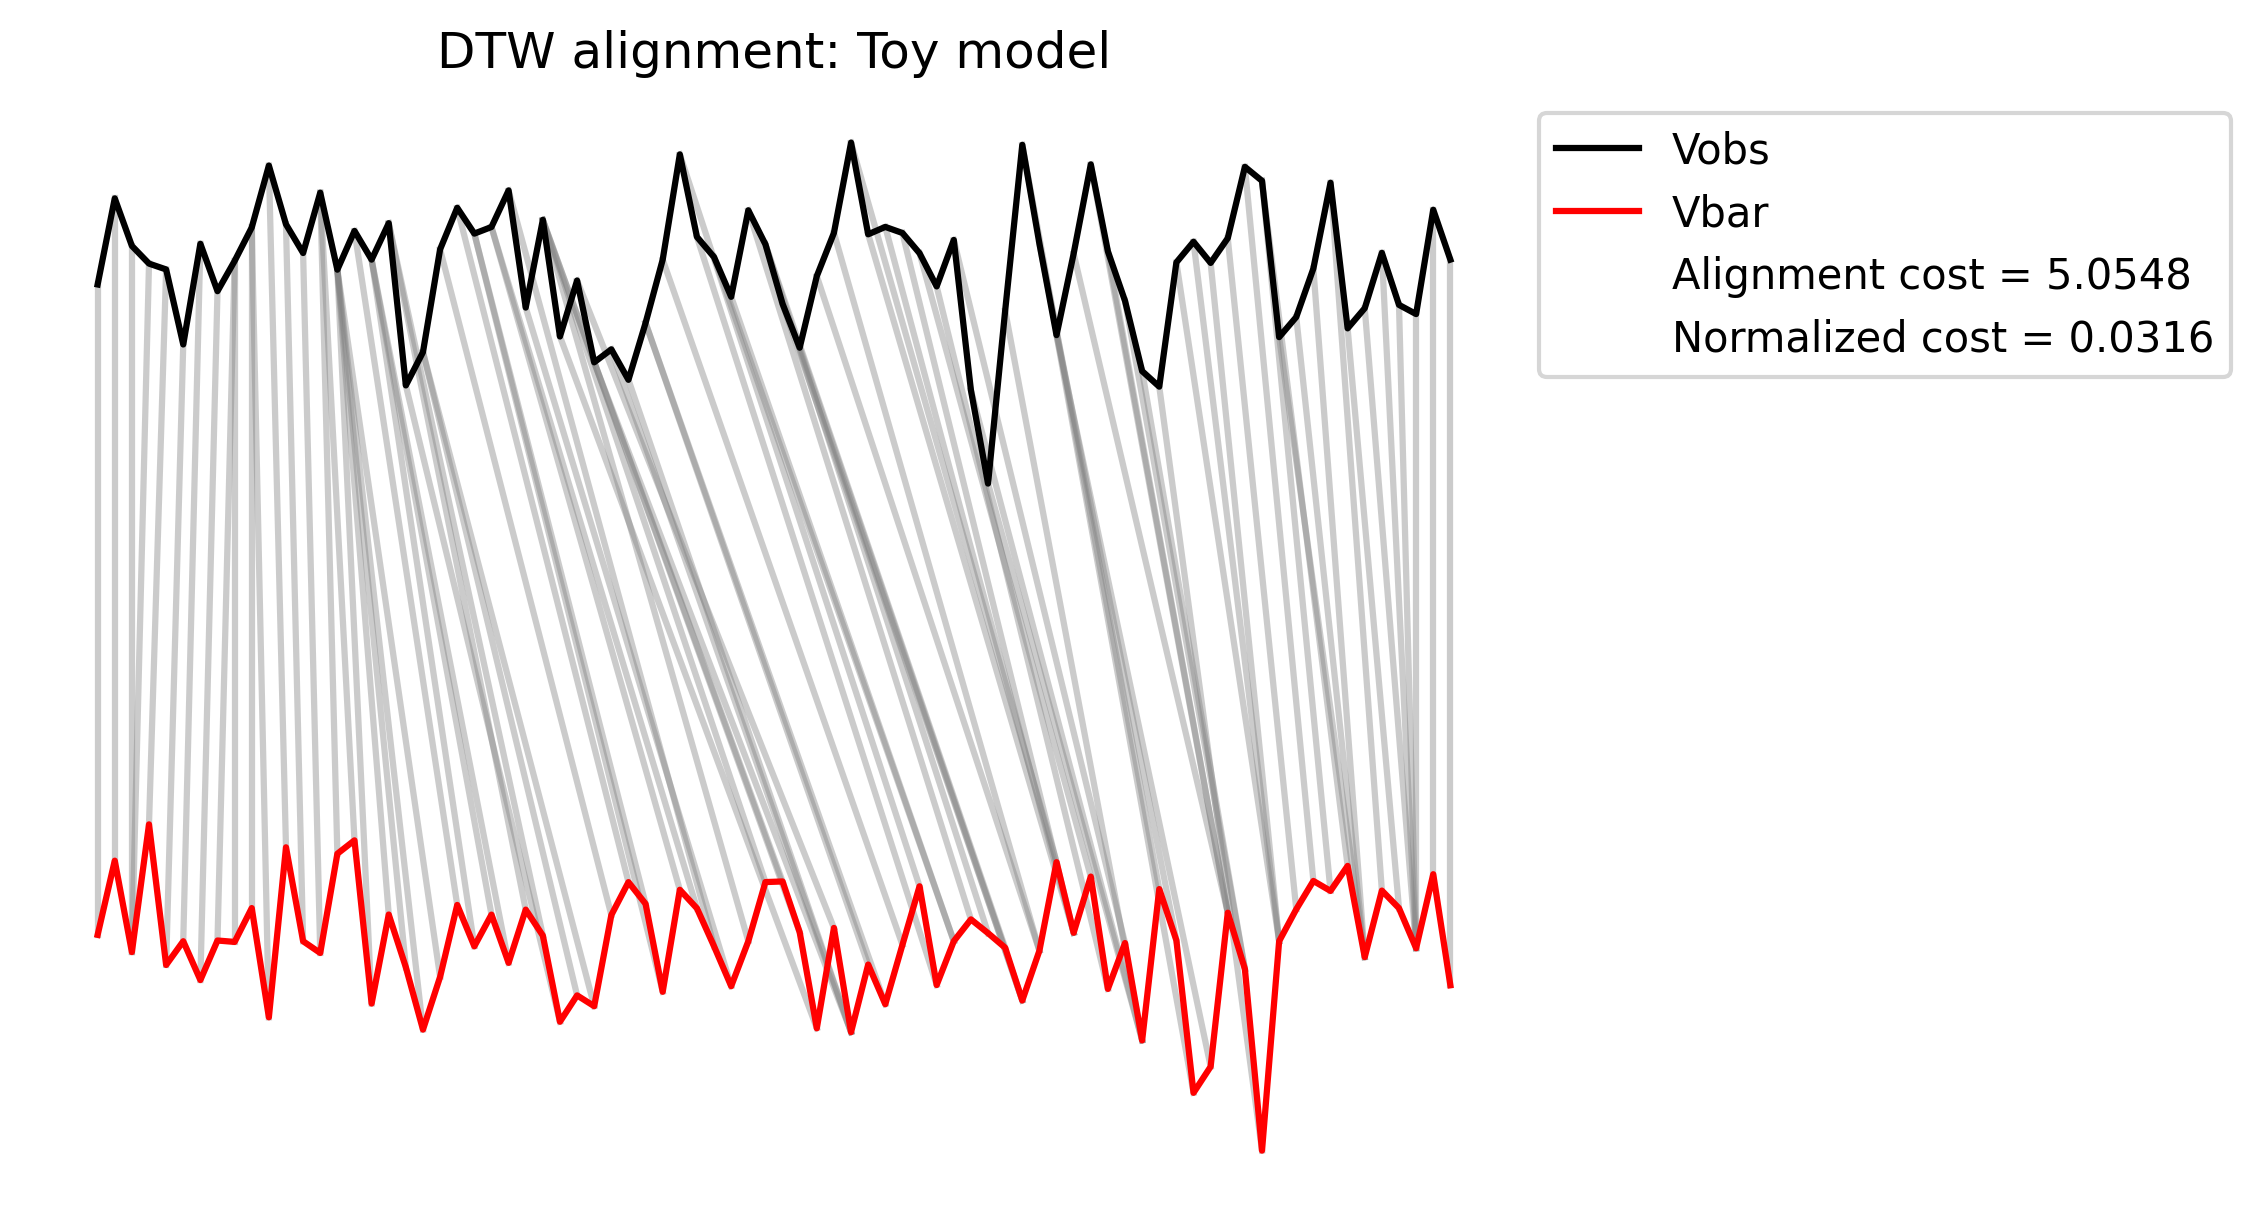 DTW alignment: Toy model
Vobs
Vbar
Alignment cost = 5.0548
Normalized cost = 0.0316